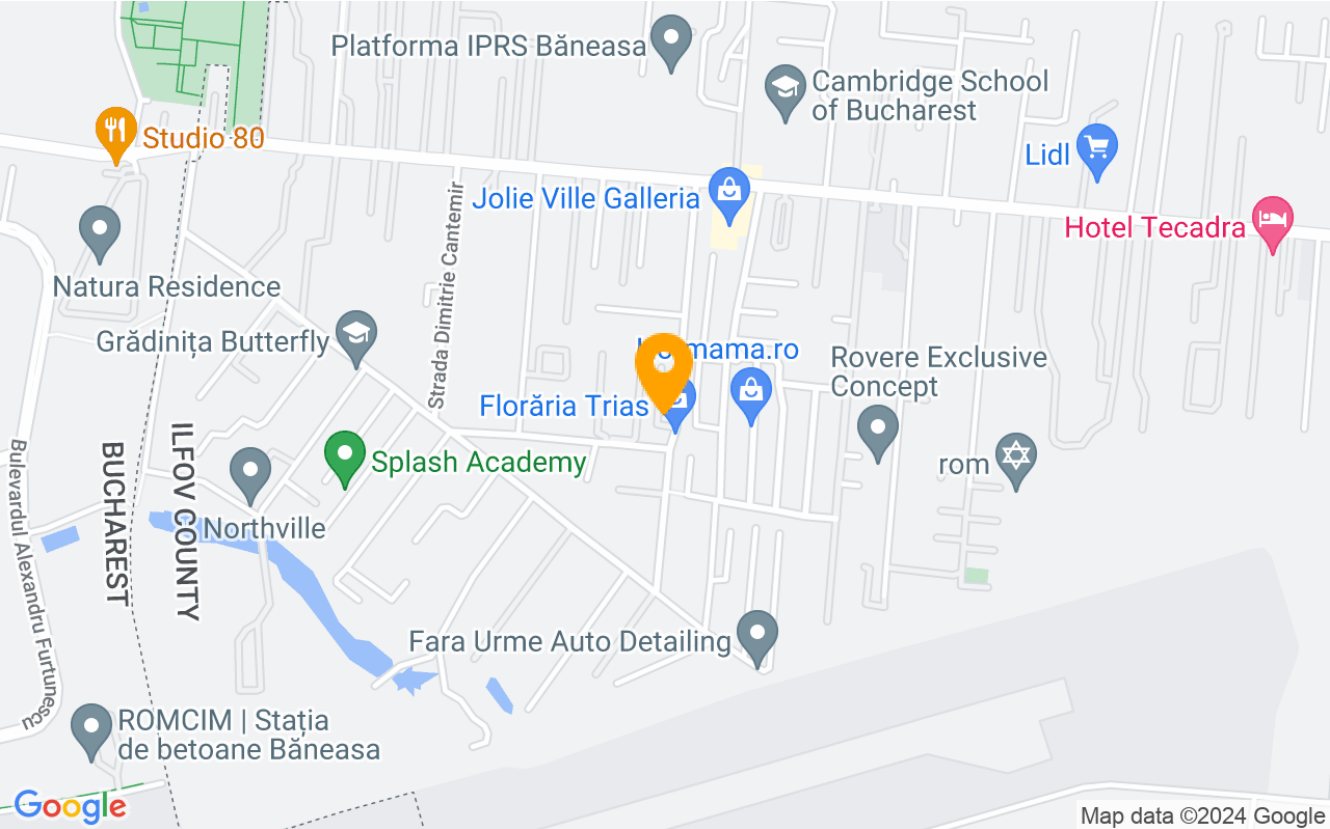 Platforma IPRS Băneasa
Cambridge School
of Bucharest
Studio 80
Lidl
Jolie Ville Galleria
Hotel Tecadra
Strada Dimitrie Cantemir
Natura Residence
Grădinița Butterfly
mama.ro
Rovere Exclusive
Concept
Florăria Trias
Splash Academy
rom
Bulevardul Alexandru Furtunescu
BUCHAREST
ILFOV COUNTY
Northville
Fara Urme Auto Detailing
ROMCIM | Stația
de betoane Băneasa
Google
Map data ©2024 Google